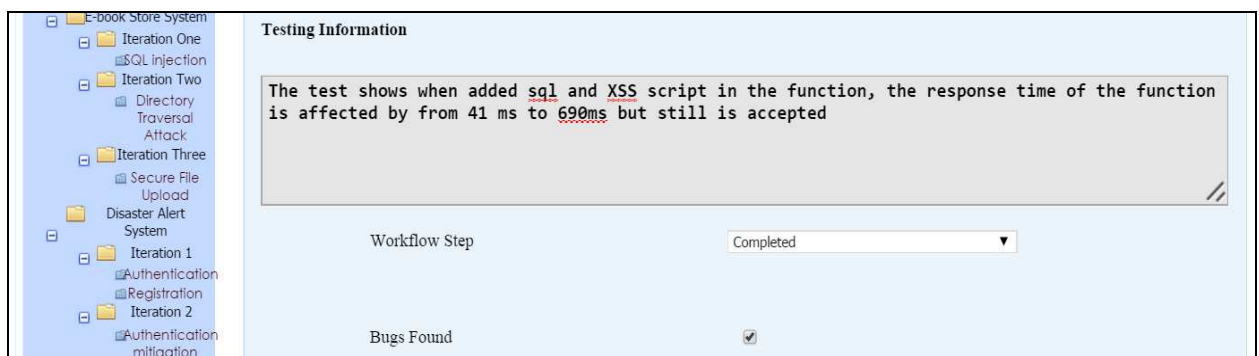 E-book Store System
Iteration One
SQL injection
Iteration Two
Directory
Traversal
Attack
Iteration Three
Secure File
Upload
Disaster Alert
System
Iteration 1
Authentication
Registration
Iteration 2
Authentication
mitigation
Testing Information
The test shows when added sql and XSS script in the function, the response time of the function
is affected by from 41 ms to 690ms but still is accepted
Workflow Step
Completed
Bugs Found